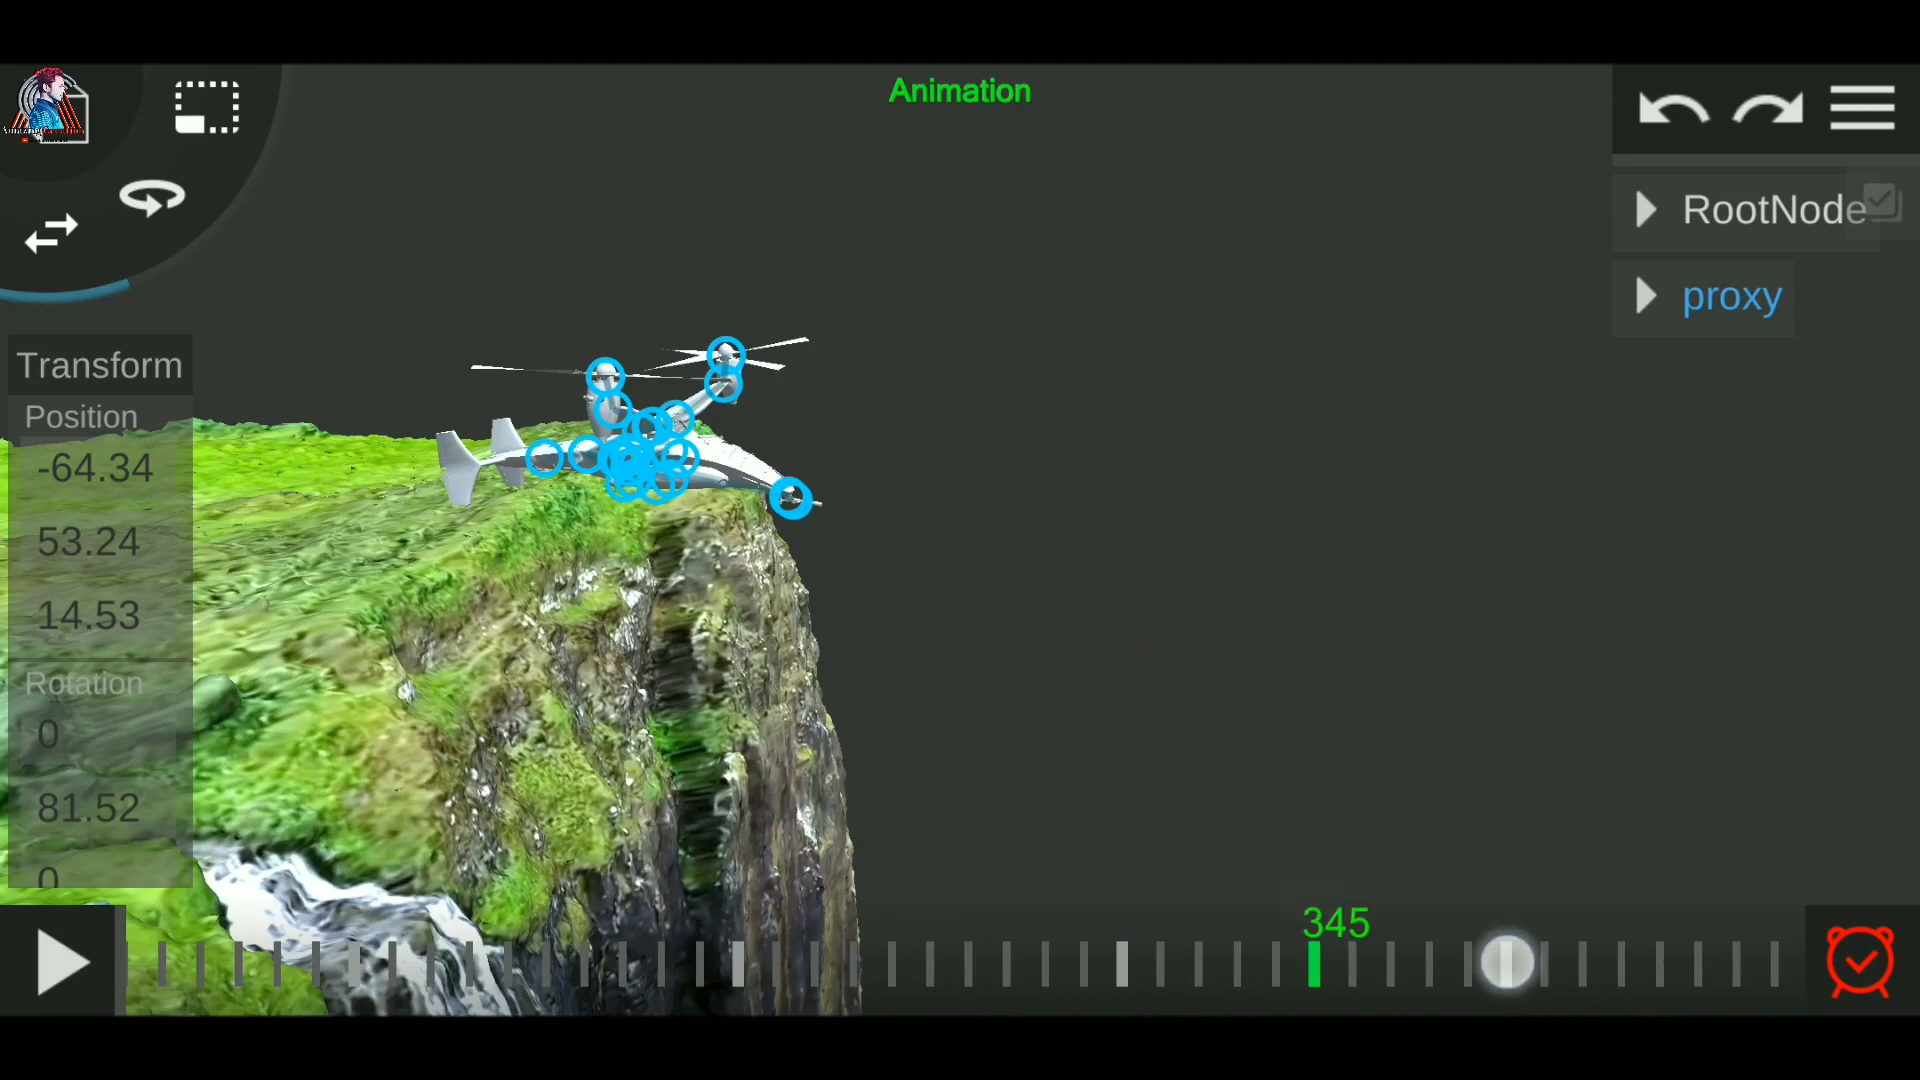 Animation
RootNode
proxy
Transform
Position
-64.34
53.24
14.53
Rotation
0
81.52
0
345